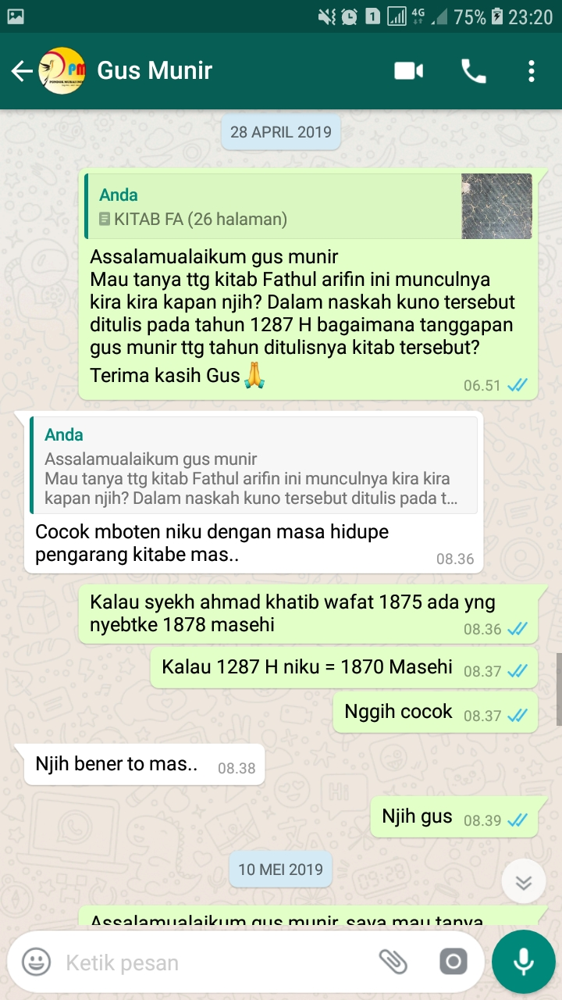 4G 75% 23:20
Gus Munir
28 APRIL 2019
Anda
KITAB FA (26 halaman)
Assalamualaikum gus munir
Mau tanya ttg kitab Fathul arifin ini munculnya
kira kira kapan njih? Dalam naskah kuno tersebut
ditulis pada tahun 1287 H bagaimana tanggapan
gus munir ttg tahun ditulisnya kitab tersebut?
Terima kasih Gus🙏
06.51
Anda
Assalamualaikum gus munir
Mau tanya ttg kitab Fathul arifin ini munculnya kira kira
kapan njih? Dalam naskah kuno tersebut ditulis pada t...
Cocok mboten niku dengan masa hidupe
pengarang kitabe mas..
08.36
Kalau syekh ahmad khatib wafat 1875 ada yng
nyebtke 1878 masehi
08.36
Kalau 1287 H niku = 1870 Masehi 08.37
Nggih cocok 08.37
Njih bener to mas.. 08.38
Njih gus 08.39
10 MEI 2019
Assalamualaikum gus munir, saya mau tanya
Ketik pesan